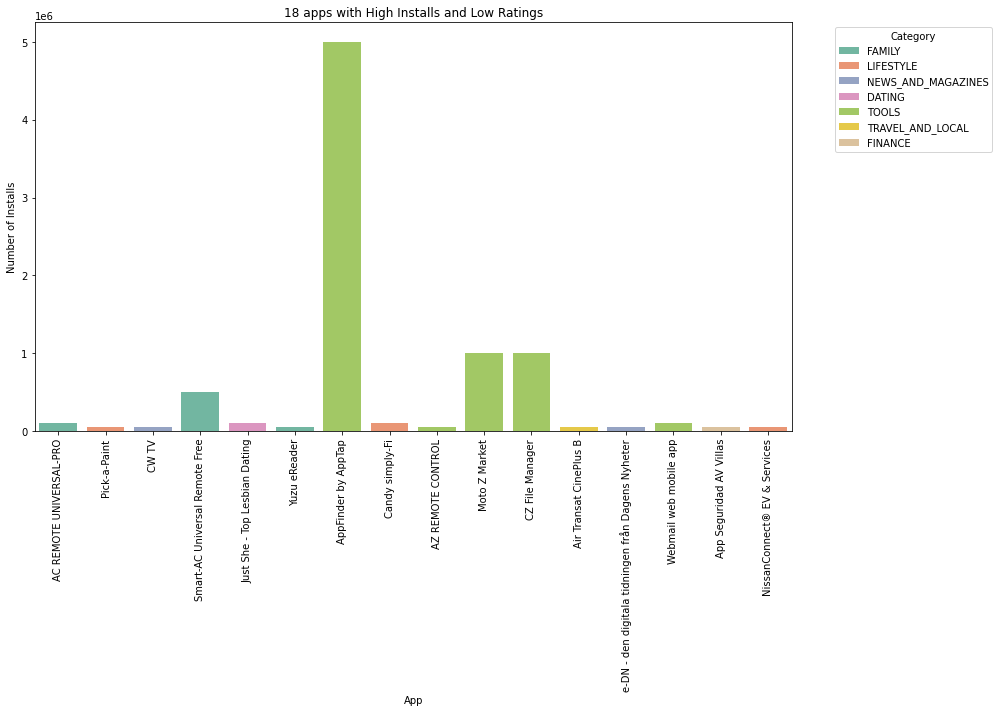 18 apps with High Installs and Low Ratings
1e6
5
4
3
2
1
0
Number of Installs
AC REMOTE UNIVERSAL-PRO
Pick-a-Paint
CW TV
Smart-AC Universal Remote Free
Just She - Top Lesbian Dating
Yuzu eReader
AppFinder by AppTap
Candy simply-Fi
AZ REMOTE CONTROL
Moto Z Market
CZ File Manager
Air Transat CinePlus B
e-DN - den digitala tidningen från Dagens Nyheter
Webmail web mobile app
App Seguridad AV Villas
NissanConnect® EV & Services
App
Category
FAMILY
LIFESTYLE
NEWS_AND_MAGAZINES
DATING
TOOLS
TRAVEL_AND_LOCAL
FINANCE